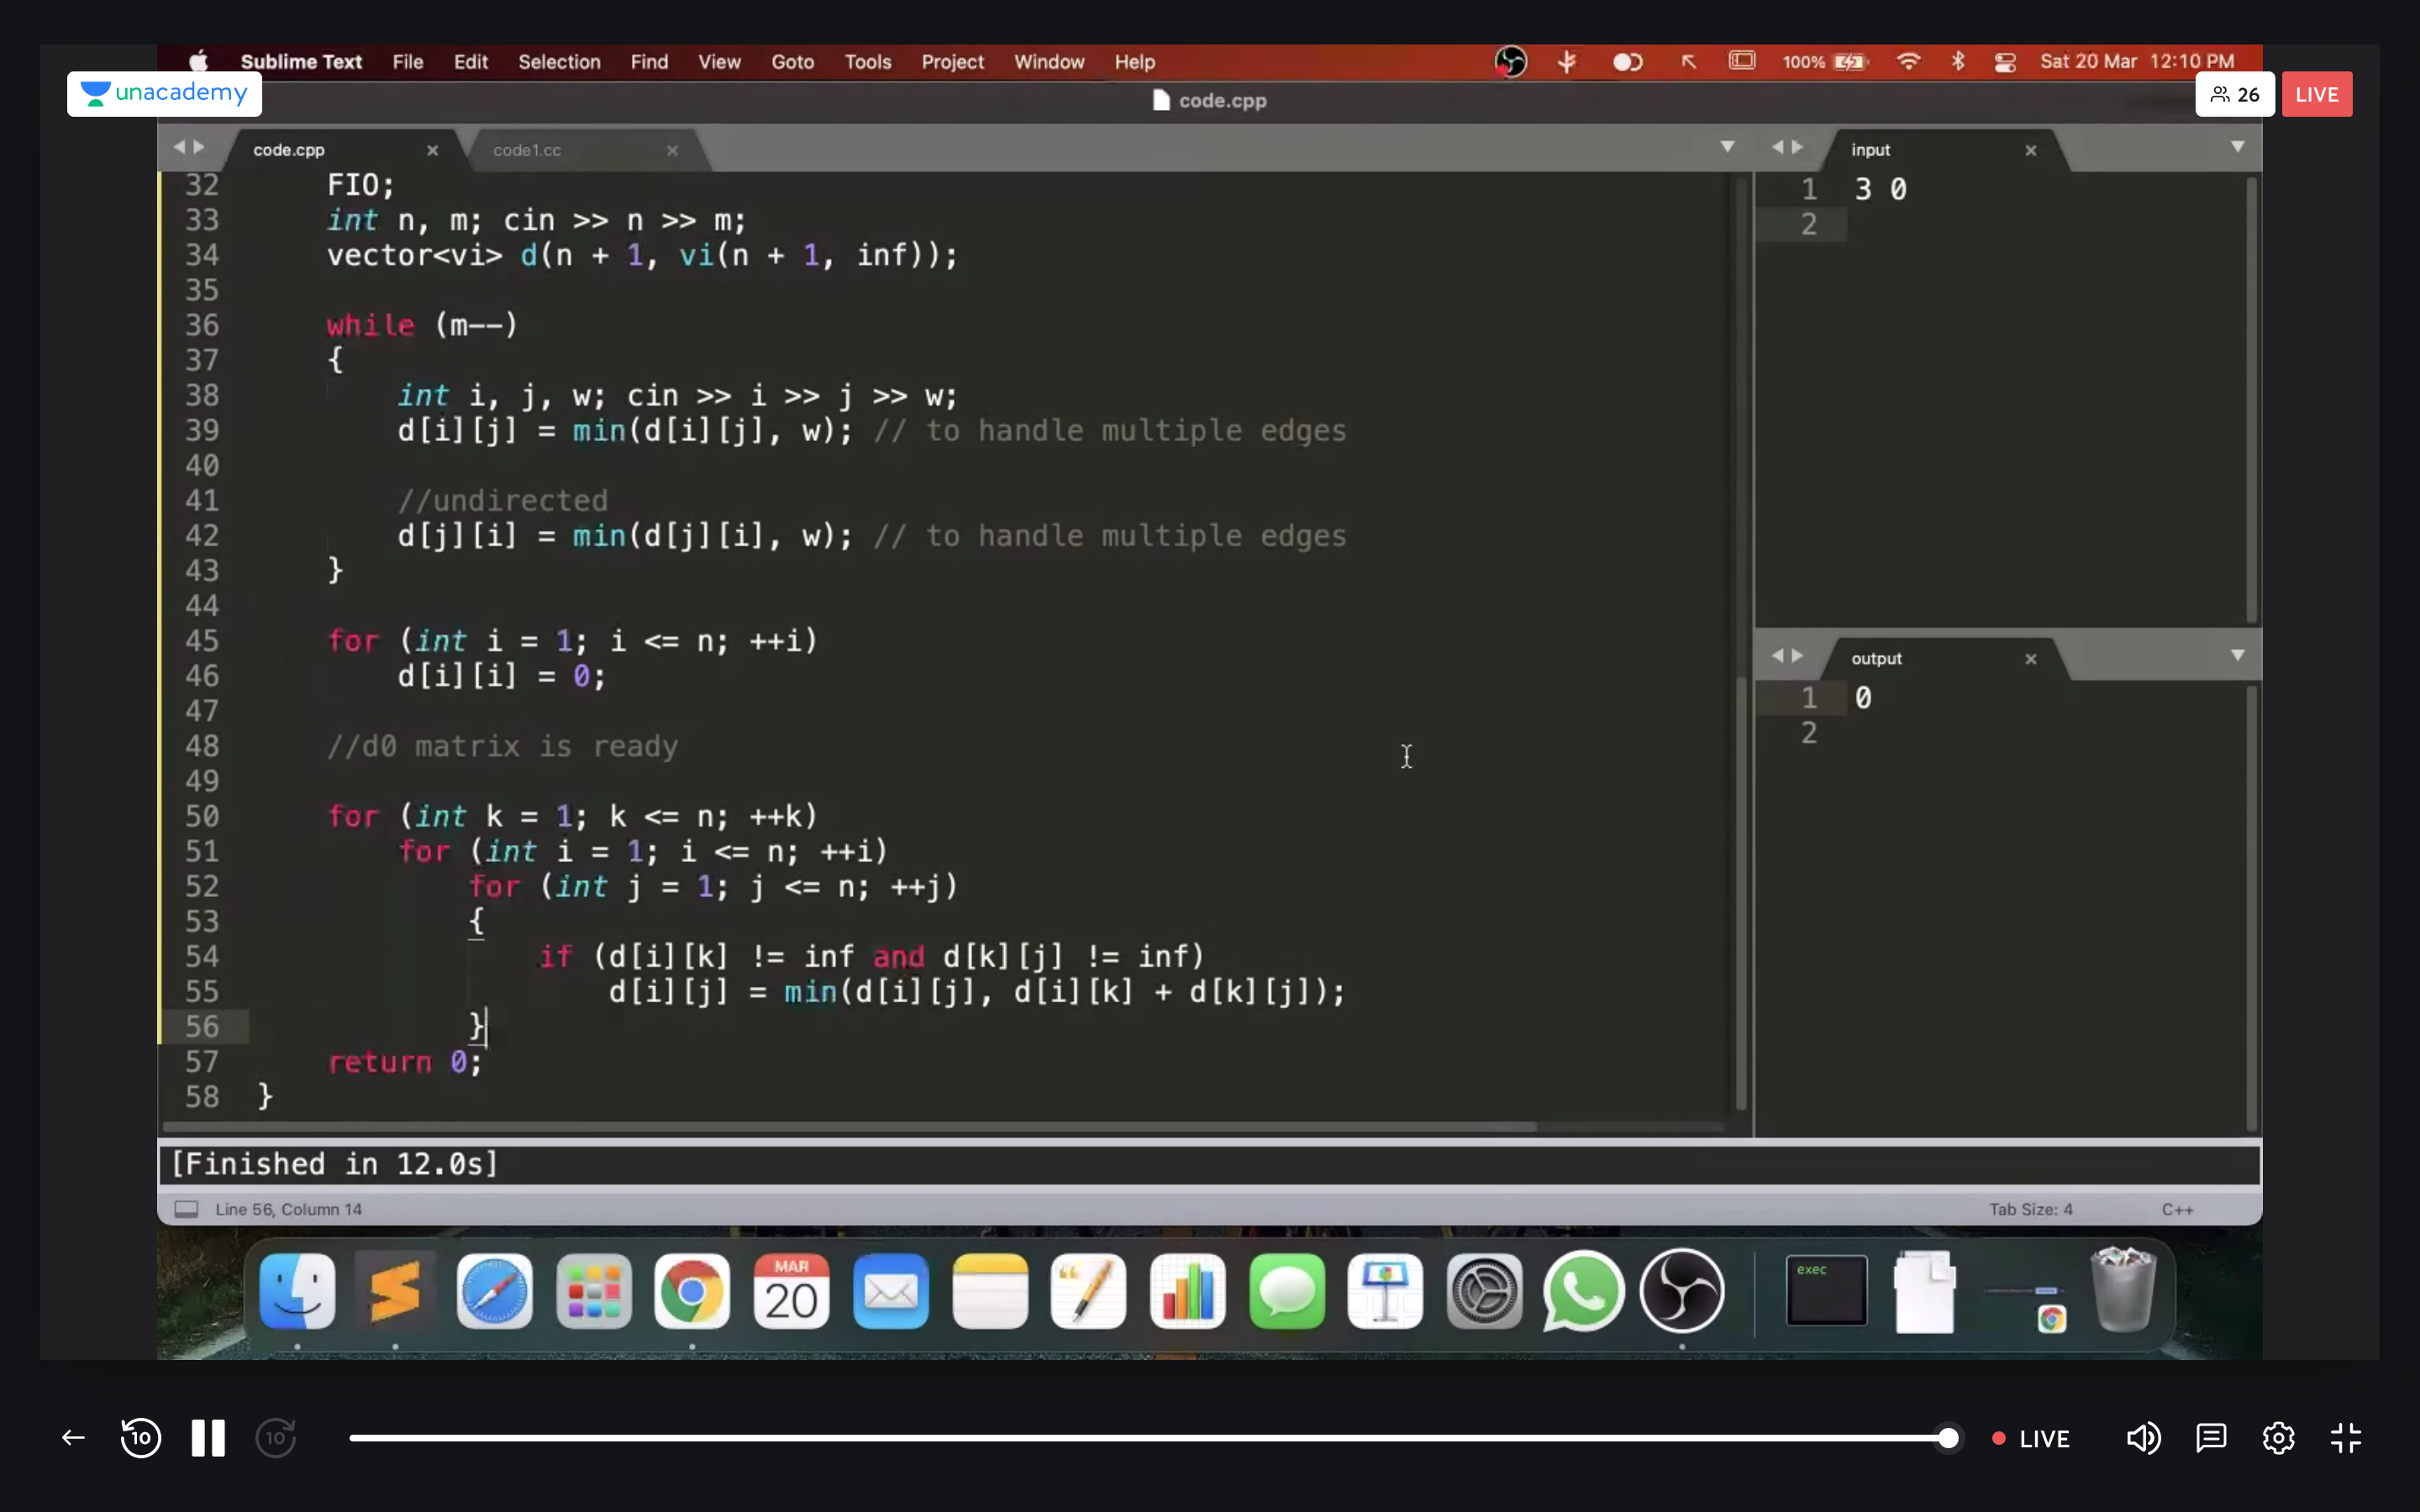 Sublime Text File Edit Selection Find View Goto Tools Project Window Help 100% Sat 20 Mar 12:10 PM
unacademy
code.cpp
26 LIVE
code.cpp code1.cc
32 FIO;
33 int n, m; cin >> n >> m;
34 vector<vi> d(n + 1, vi(n + 1, inf));
35
36 while (m--)
37 {
38 int i, j, w; cin >> i >> j >> w;
39 d[i][j] = min(d[i][j], w); // to handle multiple edges
40
41 //undirected
42 d[j][i] = min(d[j][i], w); // to handle multiple edges
43 }
44
45 for (int i = 1; i <= n; ++i)
46 d[i][i] = 0;
47
48 //d0 matrix is ready
49
50 for (int k = 1; k <= n; ++k)
51 for (int i = 1; i <= n; ++i)
52 for (int j = 1; j <= n; ++j)
53 {
54 if (d[i][k] != inf and d[k][j] != inf)
55 d[i][j] = min(d[i][j], d[i][k] + d[k][j]);
56 }
57 return 0;
58 }
input
1 3 0
2
output
1 0
2
[Finished in 12.0s]
Line 56, Column 14 Tab Size: 4 C++
MAR
20
exec
10 10 LIVE